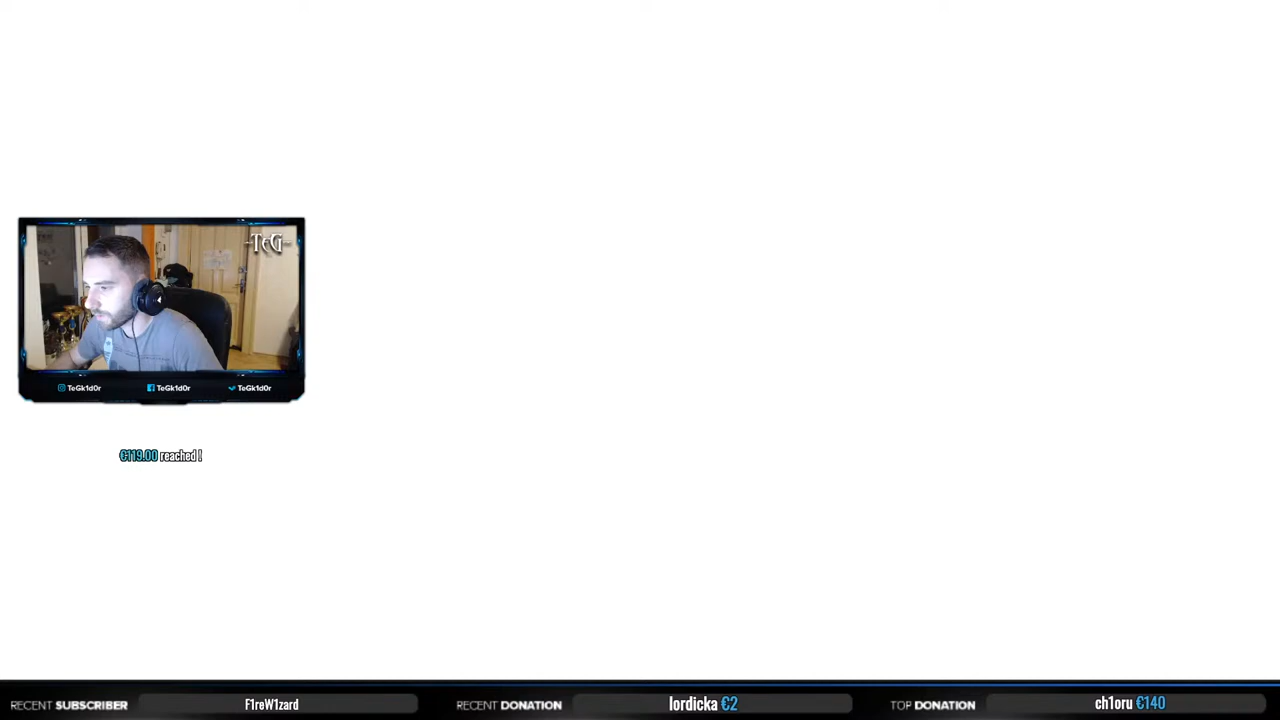 -TeG-
TeGk1d0r TeGk1d0r TeGk1d0r
€119.00 reached !
RECENT SUBSCRIBER F1reW1zard RECENT DONATION lordicka €2 TOP DONATION ch1oru €140